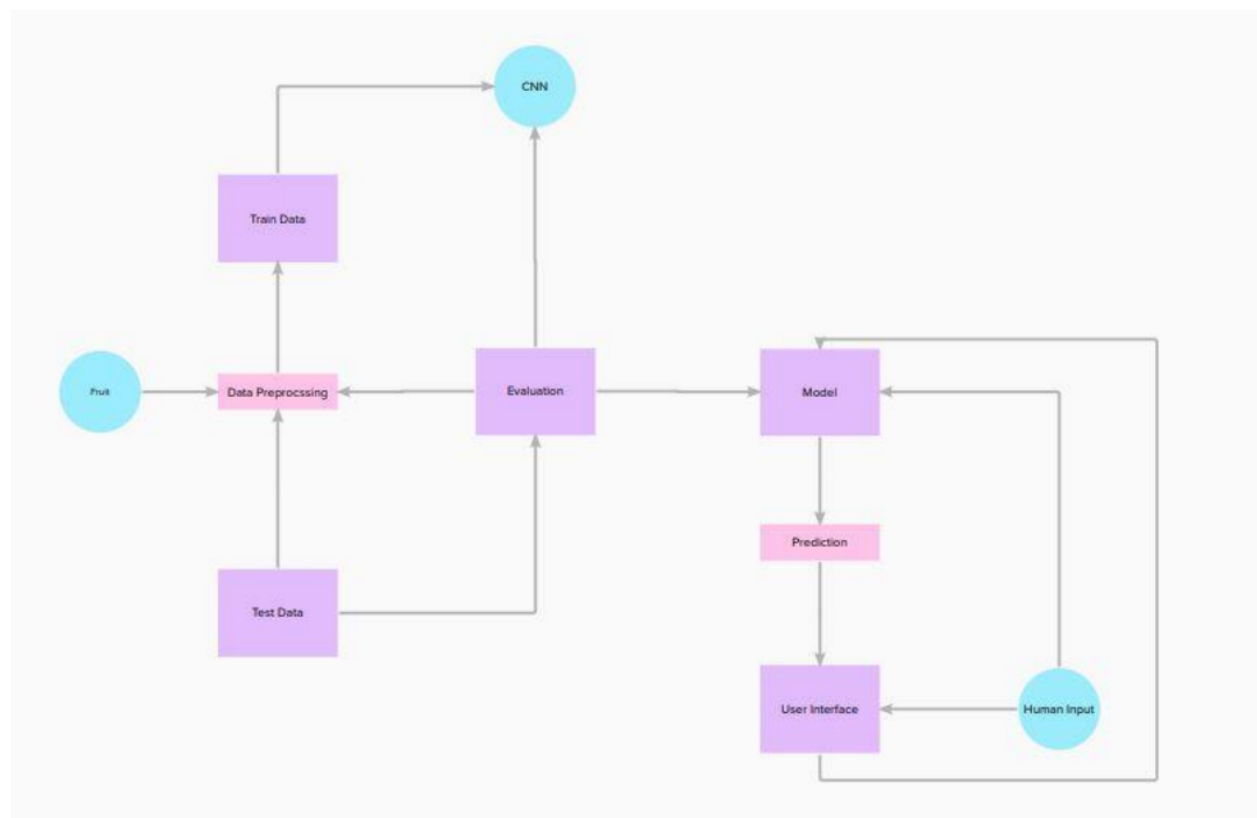 CNN
Train Data
Fruit
Data Preprocssing
Evaluation
Model
Prediction
Test Data
User Interface
Human Input